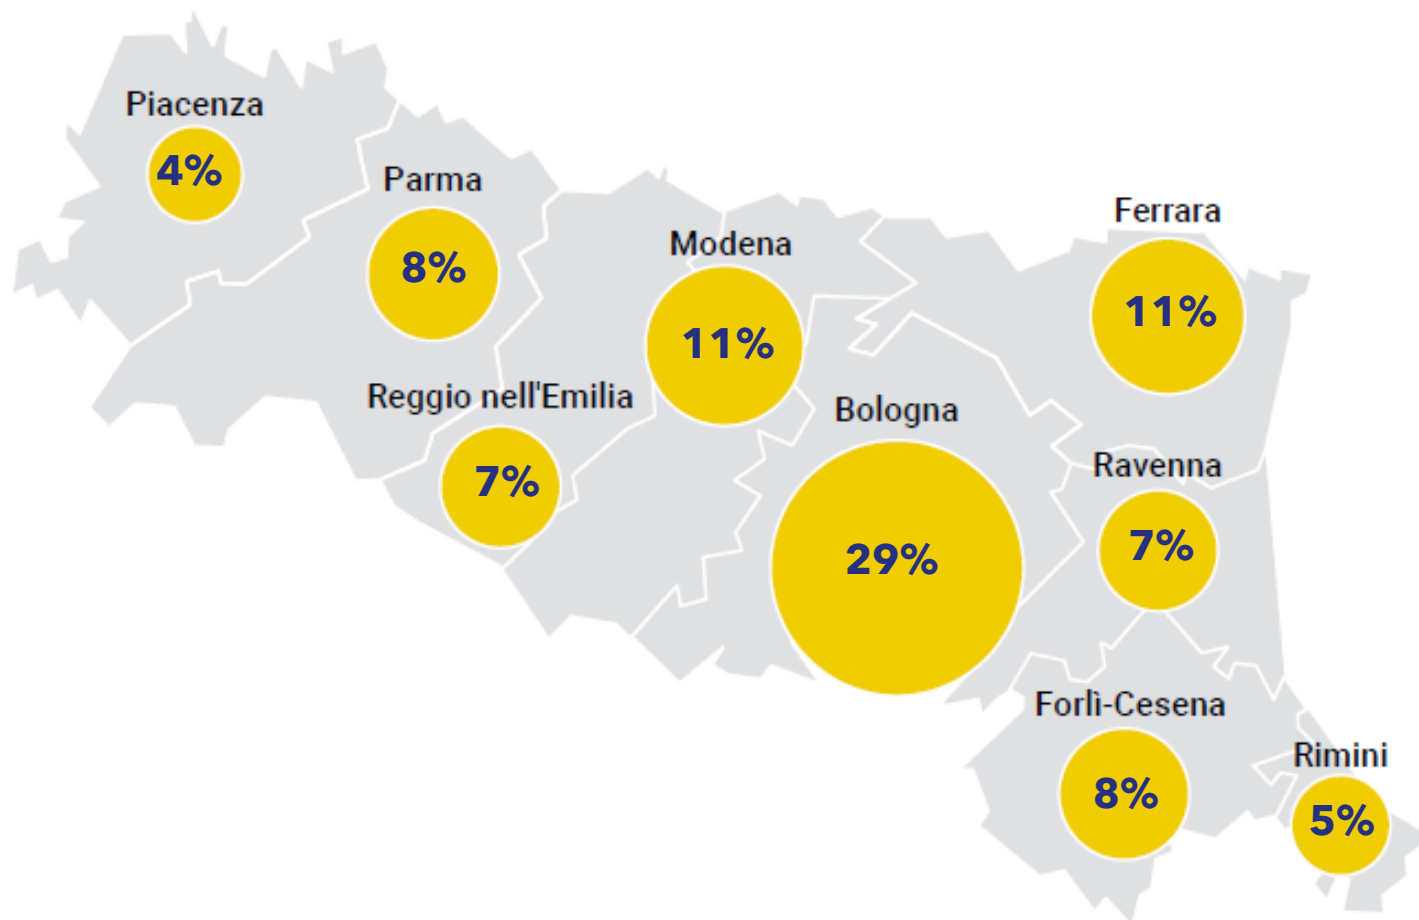 Piacenza
4%
Parma
8%
Reggio nell'Emilia
7%
Modena
11%
Bologna
29%
Ferrara
11%
Ravenna
7%
Forlì-Cesena
8%
Rimini
5%